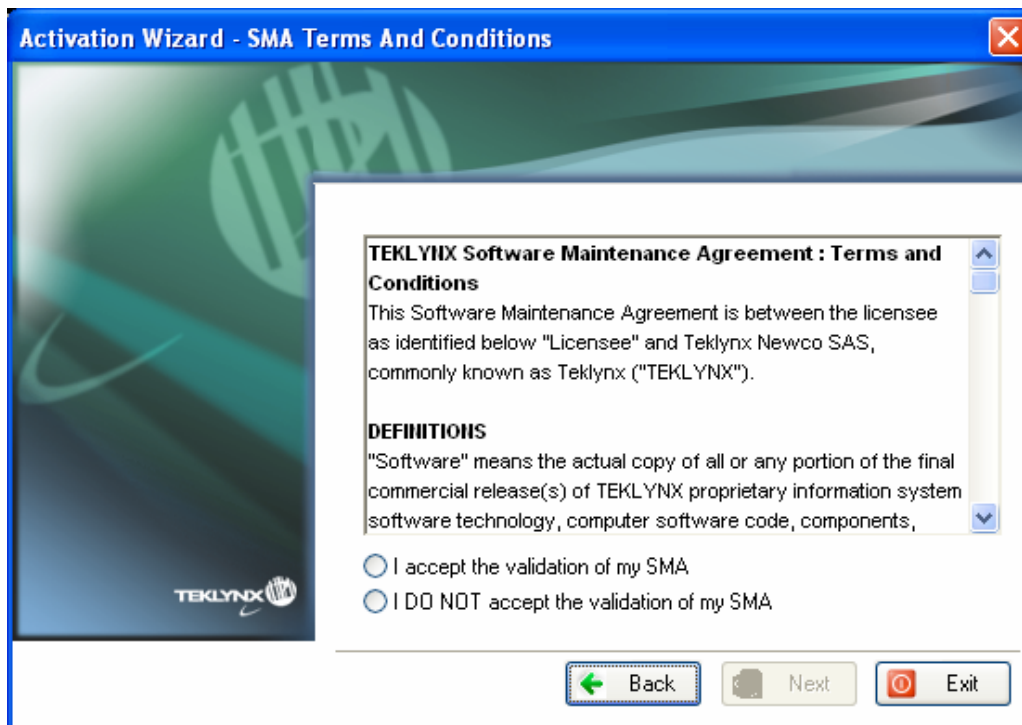 Activation Wizard - SMA Terms And Conditions
TEKLYNX Software Maintenance Agreement : Terms and
Conditions
This Software Maintenance Agreement is between the licensee
as identified below "Licensee" and Teklynx Newco SAS,
commonly known as Teklynx ("TEKLYNX").
DEFINITIONS
"Software" means the actual copy of all or any portion of the final
commercial release(s) of TEKLYNX proprietary information system
software technology, computer software code, components,
I accept the validation of my SMA
I DO NOT accept the validation of my SMA
TEKLYNX
Back
Next
Exit